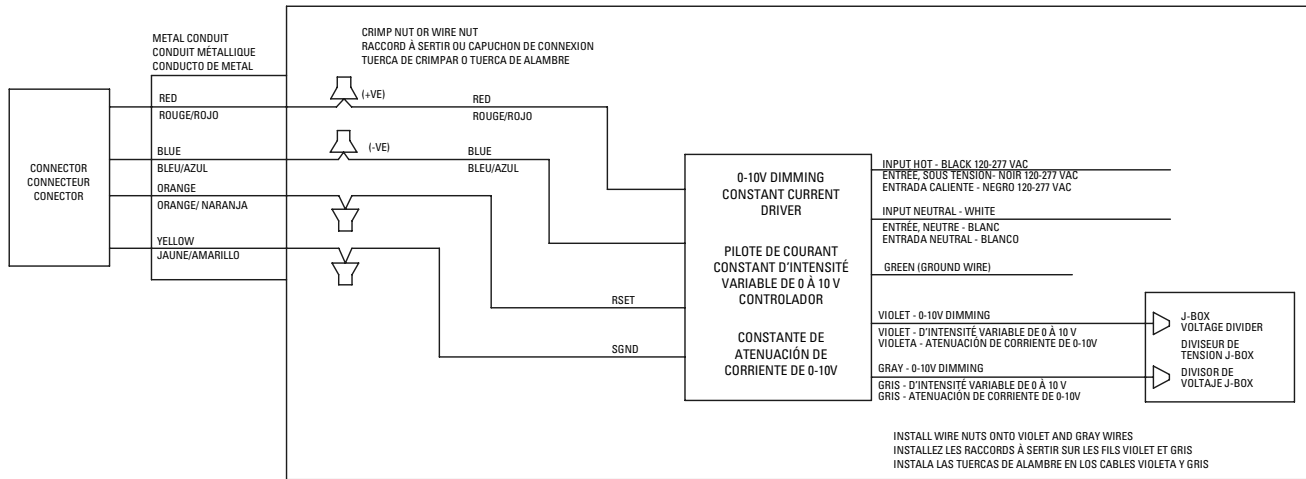 METAL CONDUIT
CONDUIT MÉTALLIQUE
CONDUCTO DE METAL
CRIMP NUT OR WIRE NUT
RACCORD À SERTIR OU CAPUCHON DE CONNEXION
TUERCA DE CRIMPAR O TUERCA DE ALAMBRE
CONNECTOR
CONNECTEUR
CONECTOR
RED
ROUGE/ROJO
BLUE
BLEU/AZUL
ORANGE
ORANGE/ NARANJA
YELLOW
JAUNE/AMARILLO
(+VE)
(-VE)
RED
ROUGE/ROJO
BLUE
BLEU/AZUL
RSET
SGND
0-10V DIMMING
CONSTANT CURRENT
DRIVER
PILOTE DE COURANT
CONSTANT D'INTENSITÉ
VARIABLE DE 0 À 10 V
CONTROLADOR
CONSTANTE DE
ATENUACIÓN DE
CORRIENTE DE 0-10V
INPUT HOT - BLACK 120-277 VAC
ENTRÉE, SOUS TENSION- NOIR 120-277 VAC
ENTRADA CALIENTE - NEGRO 120-277 VAC
INPUT NEUTRAL - WHITE
ENTRÉE, NEUTRE - BLANC
ENTRADA NEUTRAL - BLANCO
GREEN (GROUND WIRE)
VIOLET - 0-10V DIMMING
VIOLET - D'INTENSITÉ VARIABLE DE 0 À 10 V
VIOLETA - ATENUACIÓN DE CORRIENTE DE 0-10V
GRAY - 0-10V DIMMING
GRIS - D'INTENSITÉ VARIABLE DE 0 À 10 V
GRIS - ATENUACIÓN DE CORRIENTE DE 0-10V
J-BOX
VOLTAGE DIVIDER
DIVISEUR DE
TENSION J-BOX
DIVISOR DE
VOLTAJE J-BOX
INSTALL WIRE NUTS ONTO VIOLET AND GRAY WIRES
INSTALLEZ LES RACCORDS À SERTIR SUR LES FILS VIOLET ET GRIS
INSTALA LAS TUERCAS DE ALAMBRE EN LOS CABLES VIOLETA Y GRIS